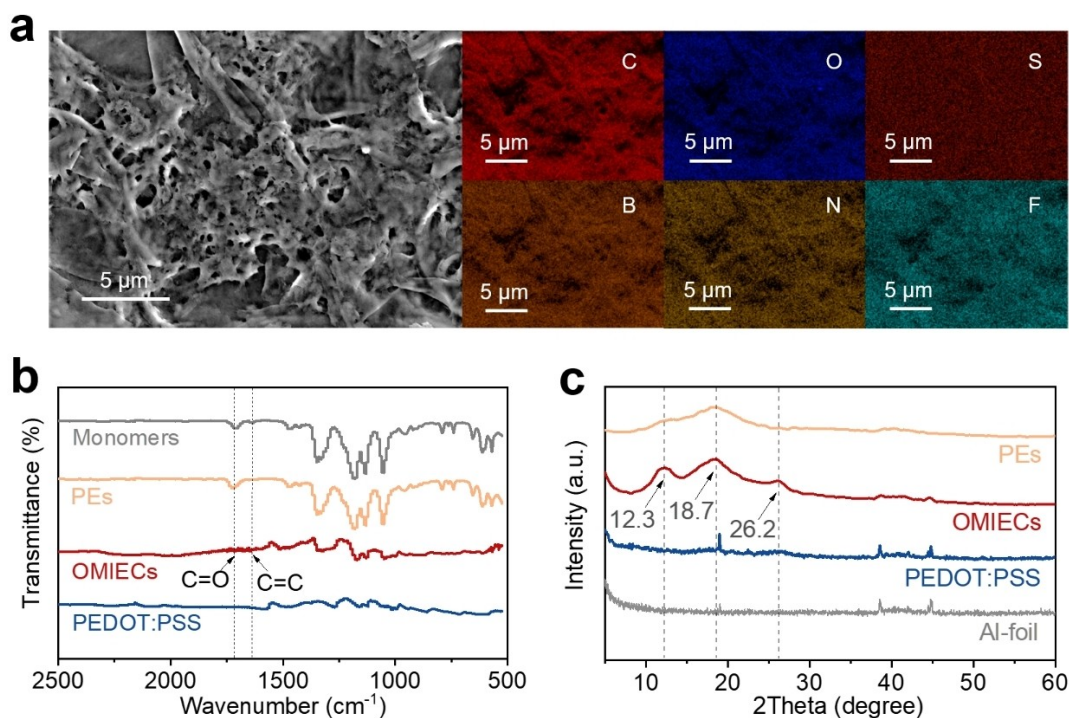 a
5 μm
C
5 μm
O
5 μm
S
5 μm
B
5 μm
N
5 μm
F
5 μm
b
Transmittance (%)
Monomers
PEs
OMIECs
C=O
C=C
PEDOT:PSS
2500
2000
1500
1000
500
Wavenumber (cm⁻¹)
c
Intensity (a.u.)
PEs
12.3
18.7
26.2
OMIECs
PEDOT:PSS
Al-foil
10
20
30
40
50
60
2Theta (degree)